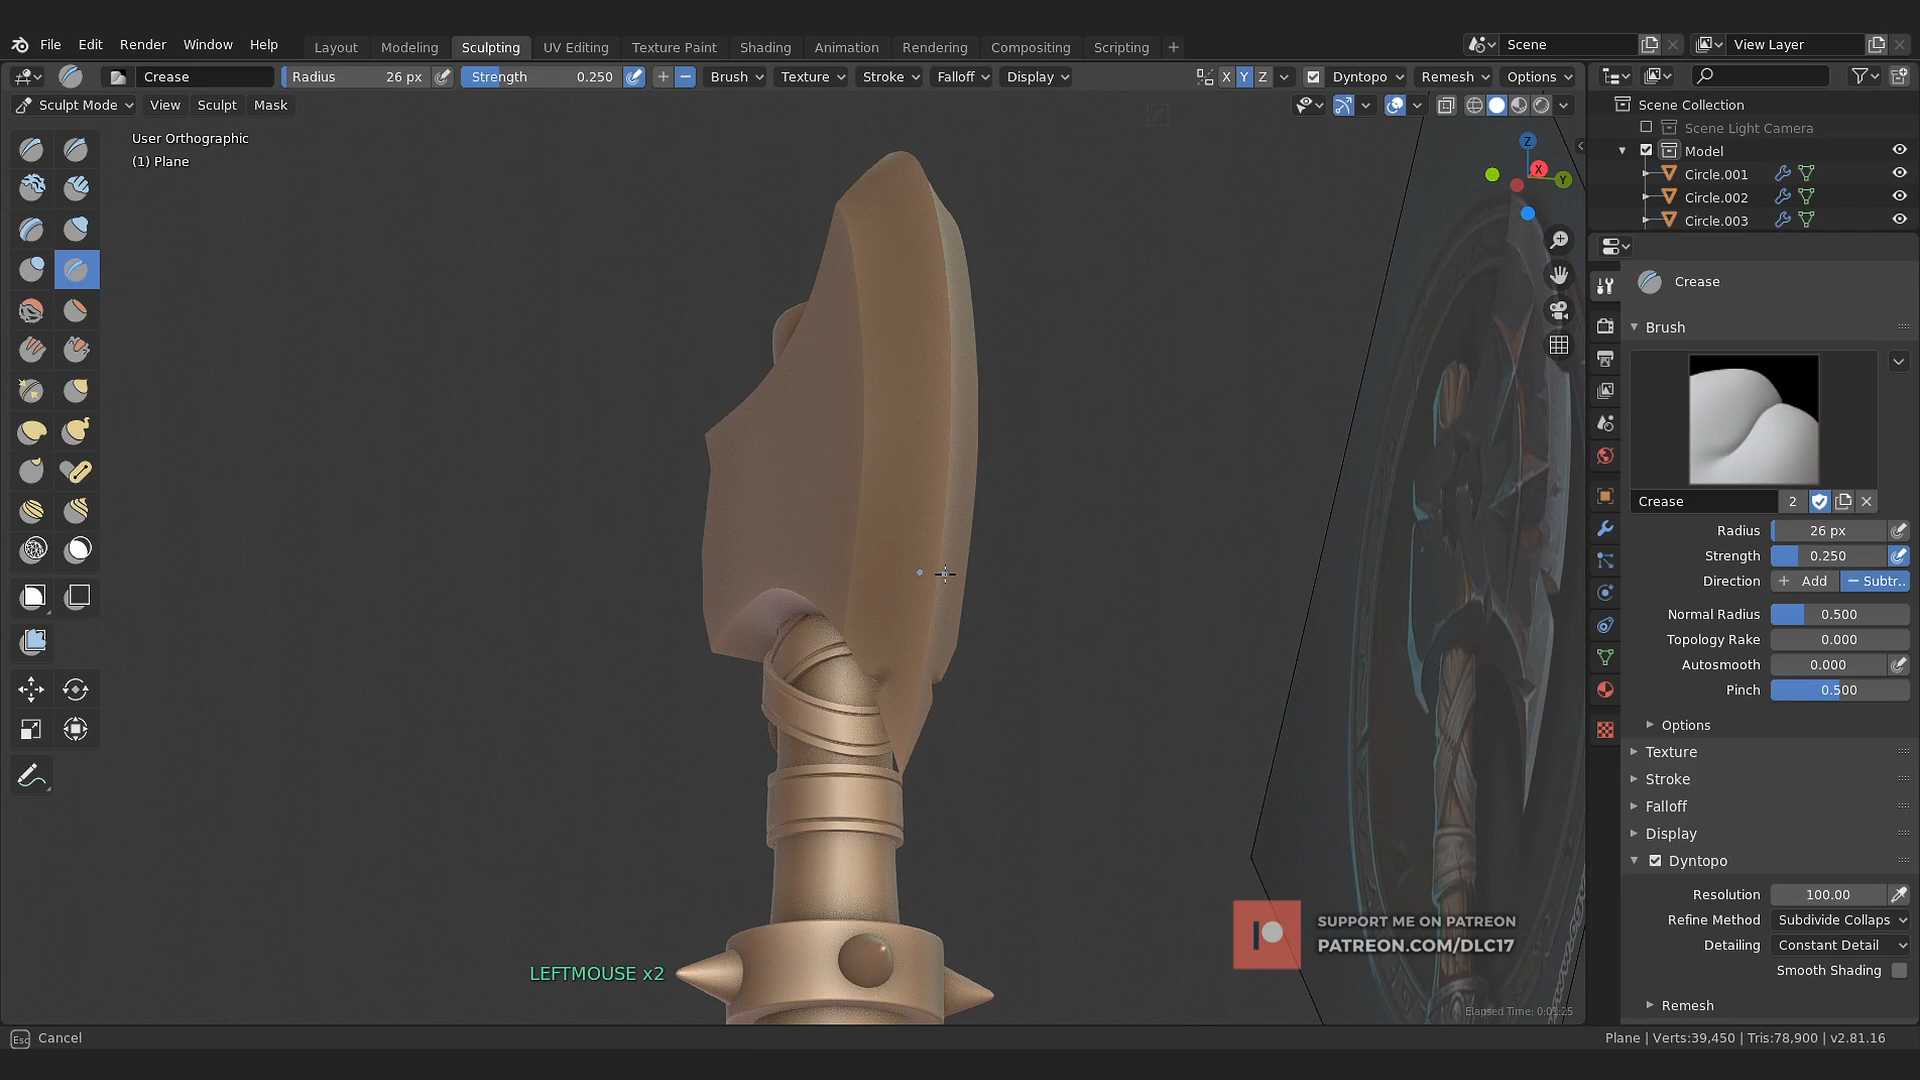 File Edit Render Window Help Layout Modeling Sculpting UV Editing Texture Paint Shading Animation Rendering Compositing Scripting + Scene View Layer
Crease Radius 26 px Strength 0.250 Brush Texture Stroke Falloff Display X Y Z Dyntopo Remesh Options
Sculpt Mode View Sculpt Mask
Scene Collection
Scene Light Camera
Model
Circle.001
Circle.002
Circle.003
User Orthographic
(1) Plane
Z
X
Y
Crease
Brush
Crease 2
Radius 26 px
Strength 0.250
Direction + Add − Subtr..
Normal Radius 0.500
Topology Rake 0.000
Autosmooth 0.000
Pinch 0.500
Options
Texture
Stroke
Falloff
Display
Dyntopo
Resolution 100.00
Refine Method Subdivide Collaps
Detailing Constant Detail
Smooth Shading
Remesh
SUPPORT ME ON PATREON
PATREON.COM/DLC17
LEFTMOUSE x2
Elapsed Time: 0:01:25
Esc Cancel
Plane | Verts:39,450 | Tris:78,900 | v2.81.16